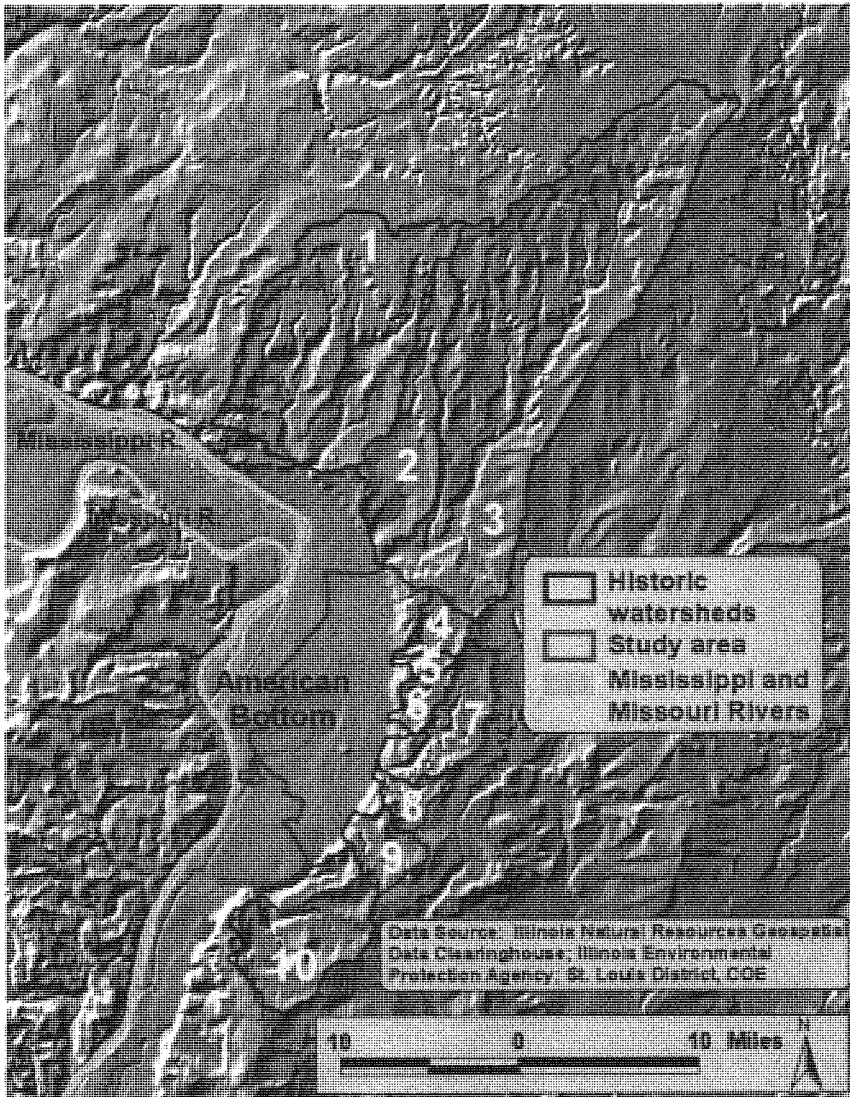 1
Mississippi R.
2
Missouri R.
3
Historic
watersheds
Study area
Mississippi and
Missouri Rivers
4
5
American
Bottom
6
7
8
9
10
Data Source: Illinois Natural Resources Geospatial
Data Clearinghouse; Illinois Environmental
Protection Agency; St. Louis District, COE
N
10 0 10 Miles